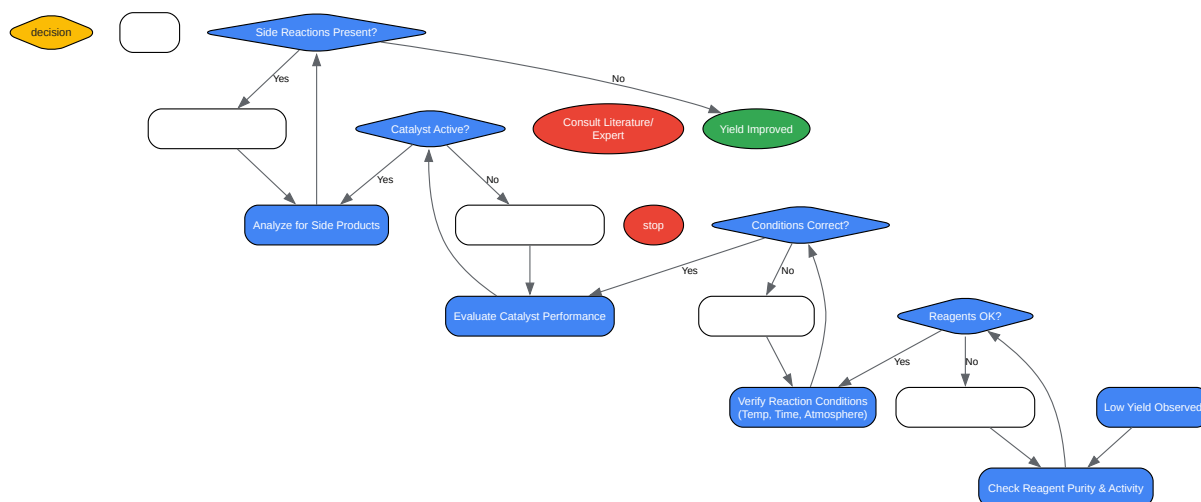 decision
Side Reactions Present?
Yes
No
Catalyst Active?
Consult Literature/
Expert
Yield Improved
Yes
No
Analyze for Side Products
stop
Conditions Correct?
Yes
No
Evaluate Catalyst Performance
Reagents OK?
Yes
No
Verify Reaction Conditions
(Temp, Time, Atmosphere)
Low Yield Observed
Check Reagent Purity & Activity